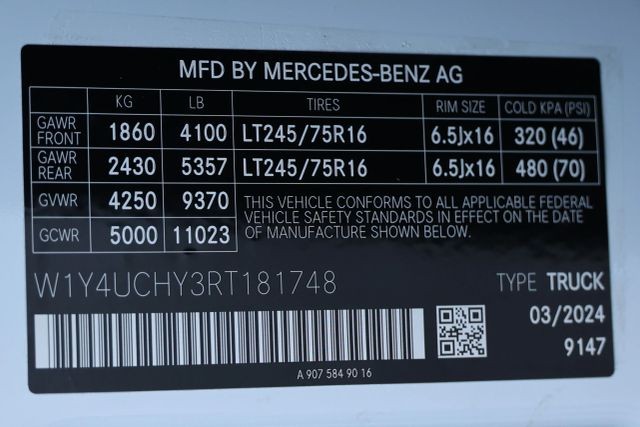 MFD BY MERCEDES-BENZ AG
KG LB TIRES RIM SIZE COLD KPA (PSI)
GAWR FRONT 1860 4100 LT245/75R16 6.5Jx16 320 (46)
GAWR REAR 2430 5357 LT245/75R16 6.5Jx16 480 (70)
GVWR 4250 9370
GCWR 5000 11023
THIS VEHICLE CONFORMS TO ALL APPLICABLE FEDERAL
VEHICLE SAFETY STANDARDS IN EFFECT ON THE DATE
OF MANUFACTURE SHOWN BELOW.
W1Y4UCHY3RT181748
TYPE TRUCK
03/2024
9147
A 907 584 90 16